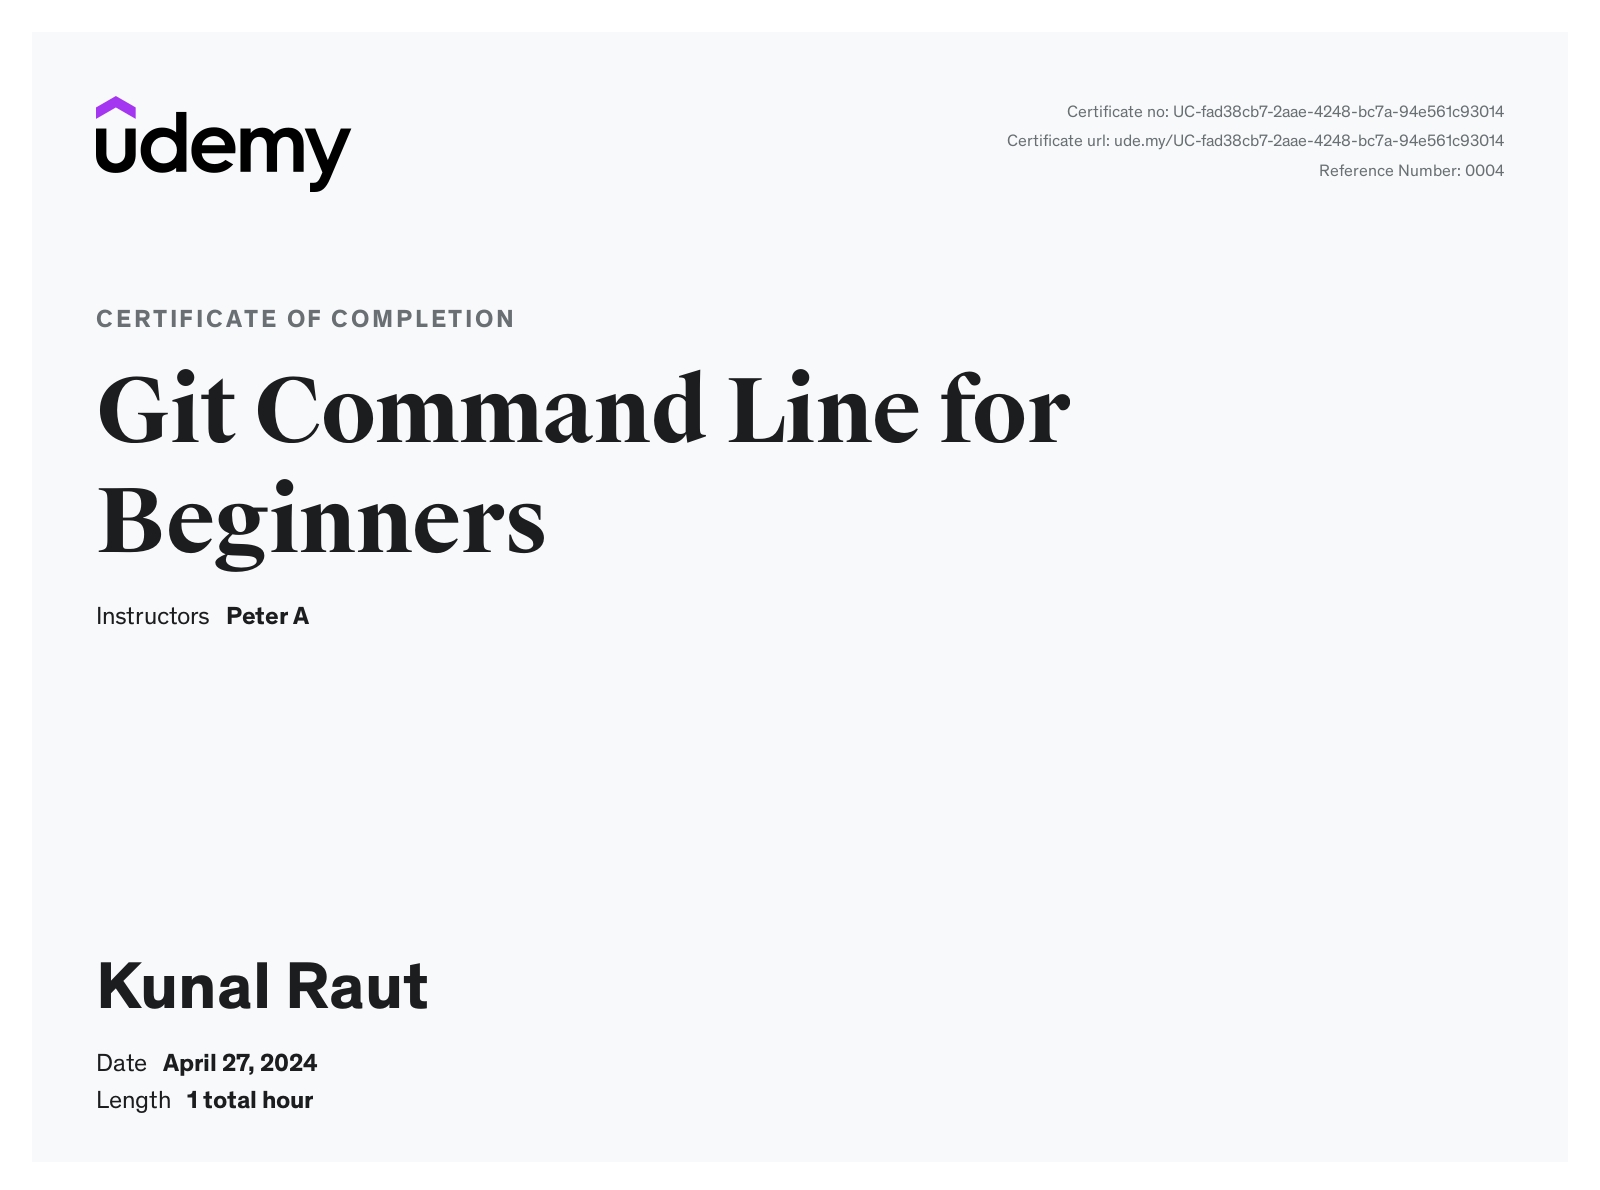 udemy
Certificate no: UC-fad38cb7-2aae-4248-bc7a-94e561c93014
Certificate url: ude.my/UC-fad38cb7-2aae-4248-bc7a-94e561c93014
Reference Number: 0004
CERTIFICATE OF COMPLETION
Git Command Line for
Beginners
Instructors Peter A
Kunal Raut
Date April 27, 2024
Length 1 total hour